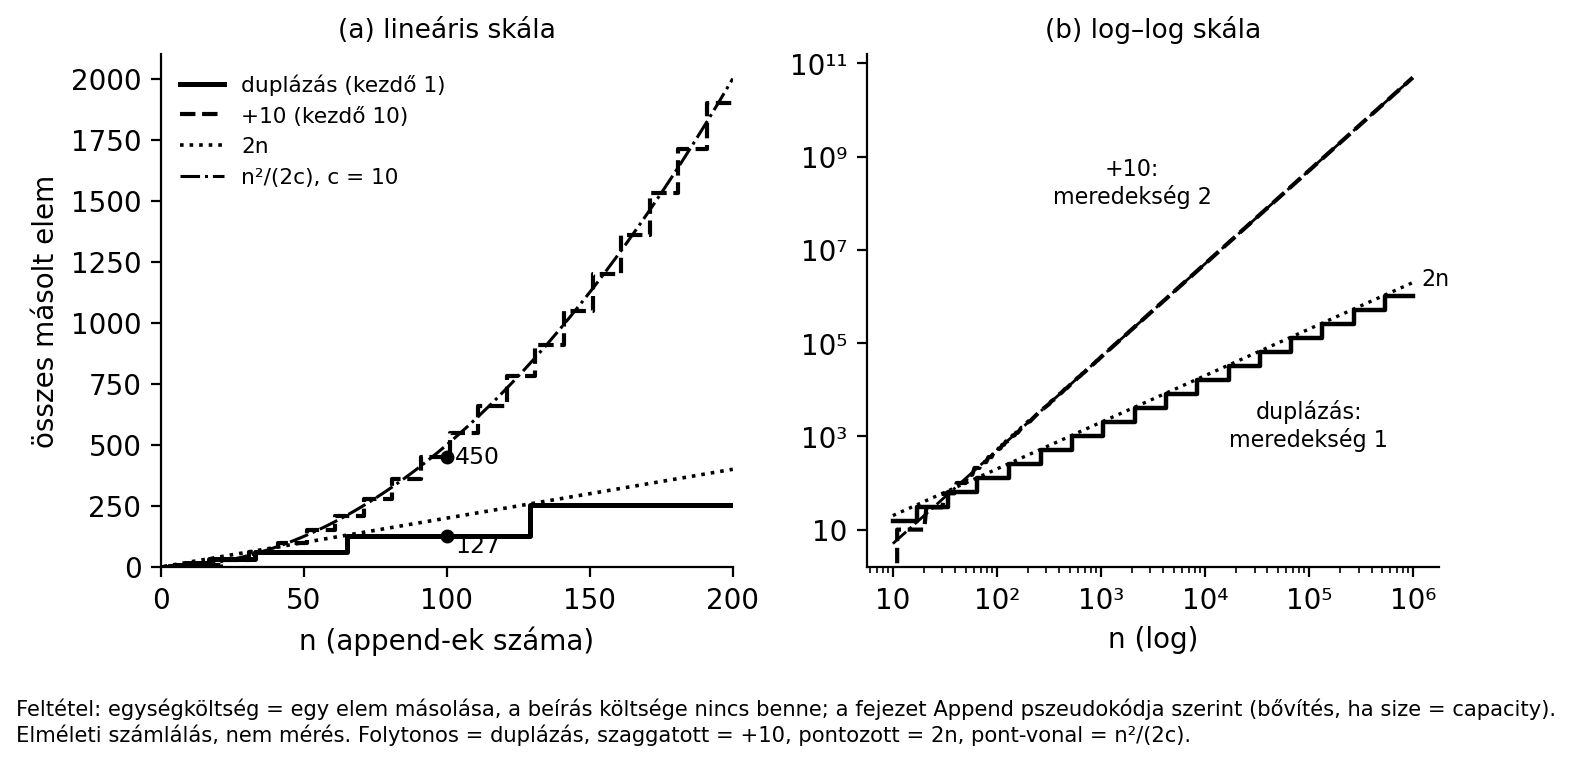 (a) lineáris skála
2000
1750
1500
1250
1000
750
500
250
0
összes másolt elem
duplázás (kezdő 1)
+10 (kezdő 10)
2n
n²/(2c), c = 10
450
127
0
50
100
150
200
n (append-ek száma)
(b) log–log skála
10¹¹
10⁹
10⁷
10⁵
10³
10
+10:
meredekség 2
2n
duplázás:
meredekség 1
10
10²
10³
10⁴
10⁵
10⁶
n (log)
Feltétel: egységköltség = egy elem másolása, a beírás költsége nincs benne; a fejezet Append pszeudokódja szerint (bővítés, ha size = capacity).
Elméleti számlálás, nem mérés. Folytonos = duplázás, szaggatott = +10, pontozott = 2n, pont-vonal = n²/(2c).